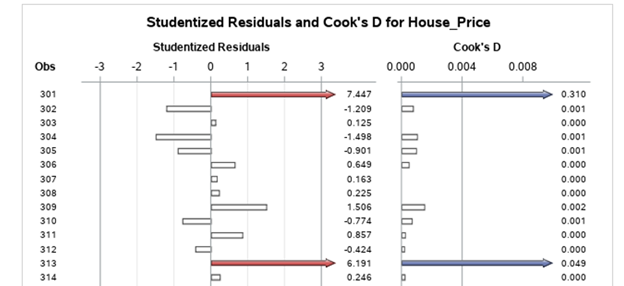 Studentized Residuals and Cook's D for House_Price
Studentized Residuals Cook's D
Obs -3 -2 -1 0 1 2 3 0.000 0.004 0.008
301 7.447 0.310
302 -1.209 0.001
303 0.125 0.000
304 -1.498 0.001
305 -0.901 0.001
306 0.649 0.000
307 0.163 0.000
308 0.225 0.000
309 1.506 0.002
310 -0.774 0.001
311 0.857 0.000
312 -0.424 0.000
313 6.191 0.049
314 0.246 0.000